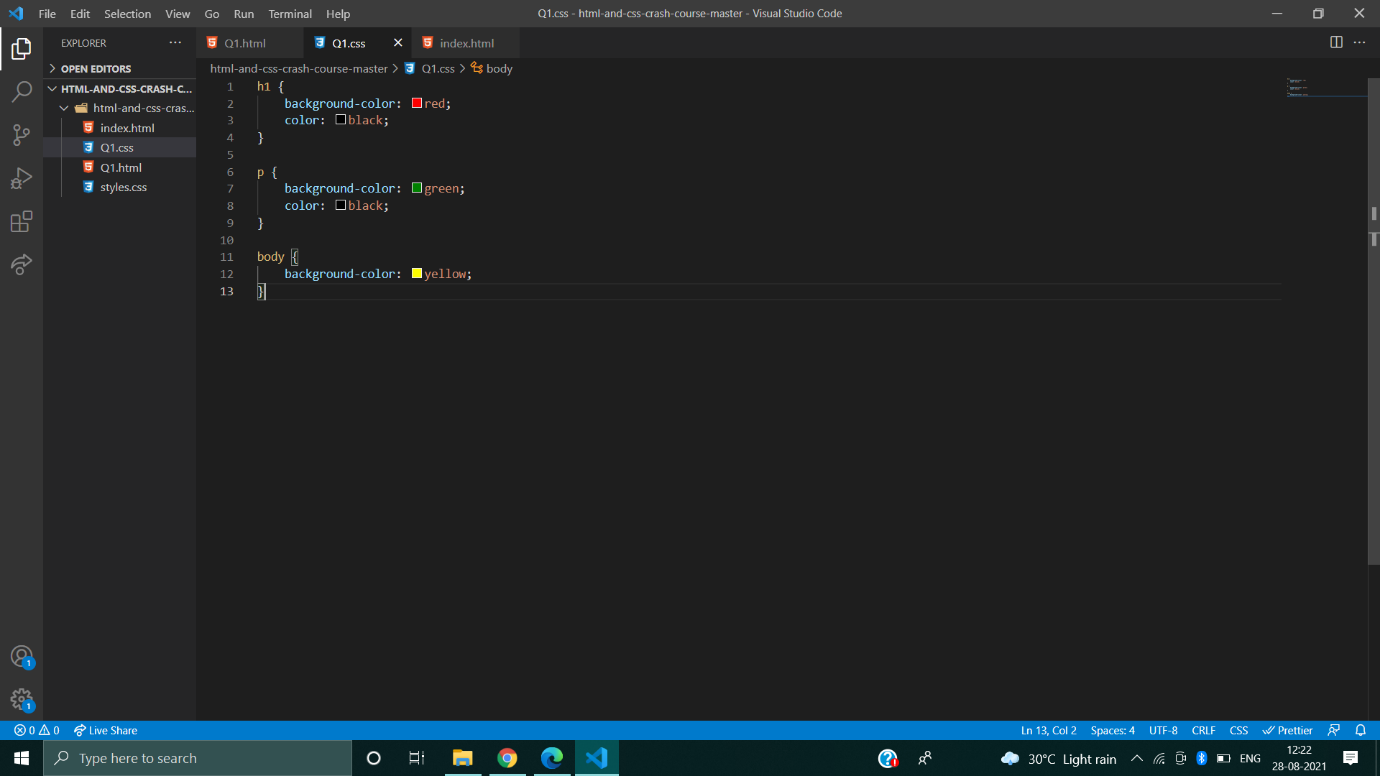 File Edit Selection View Go Run Terminal Help
Q1.css - html-and-css-crash-course-master - Visual Studio Code
EXPLORER
Q1.html
Q1.css
index.html
OPEN EDITORS
HTML-AND-CSS-CRASH-C...
html-and-css-cras...
index.html
Q1.css
Q1.html
styles.css
html-and-css-crash-course-master > Q1.css > body
1 h1 {
2 background-color: red;
3 color: black;
4 }
5
6 p {
7 background-color: green;
8 color: black;
9 }
10
11 body {
12 background-color: yellow;
13 }
1
1
0 0 Live Share
Ln 13, Col 2 Spaces: 4 UTF-8 CRLF CSS Prettier
Type here to search
30°C Light rain
ENG
12:22
28-08-2021